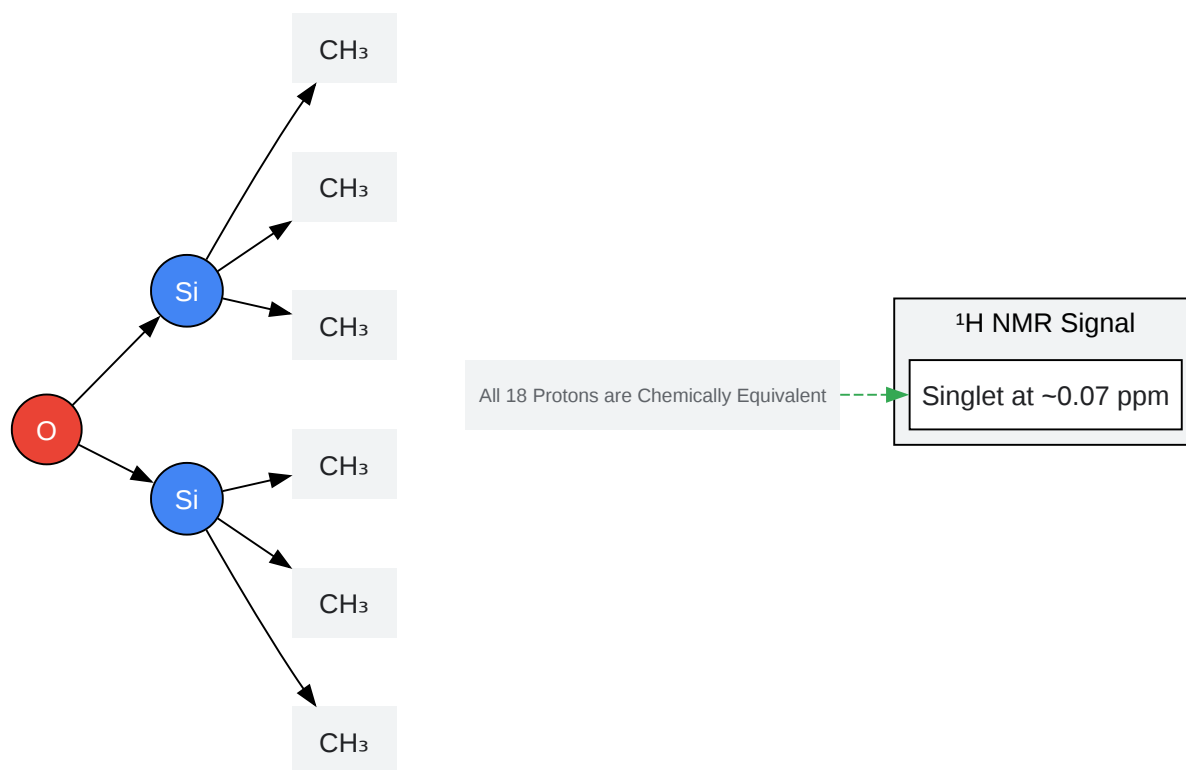 CH₃
CH₃
Si
CH₃
¹H NMR Signal
All 18 Protons are Chemically Equivalent
Singlet at ~0.07 ppm
O
CH₃
Si
CH₃
CH₃